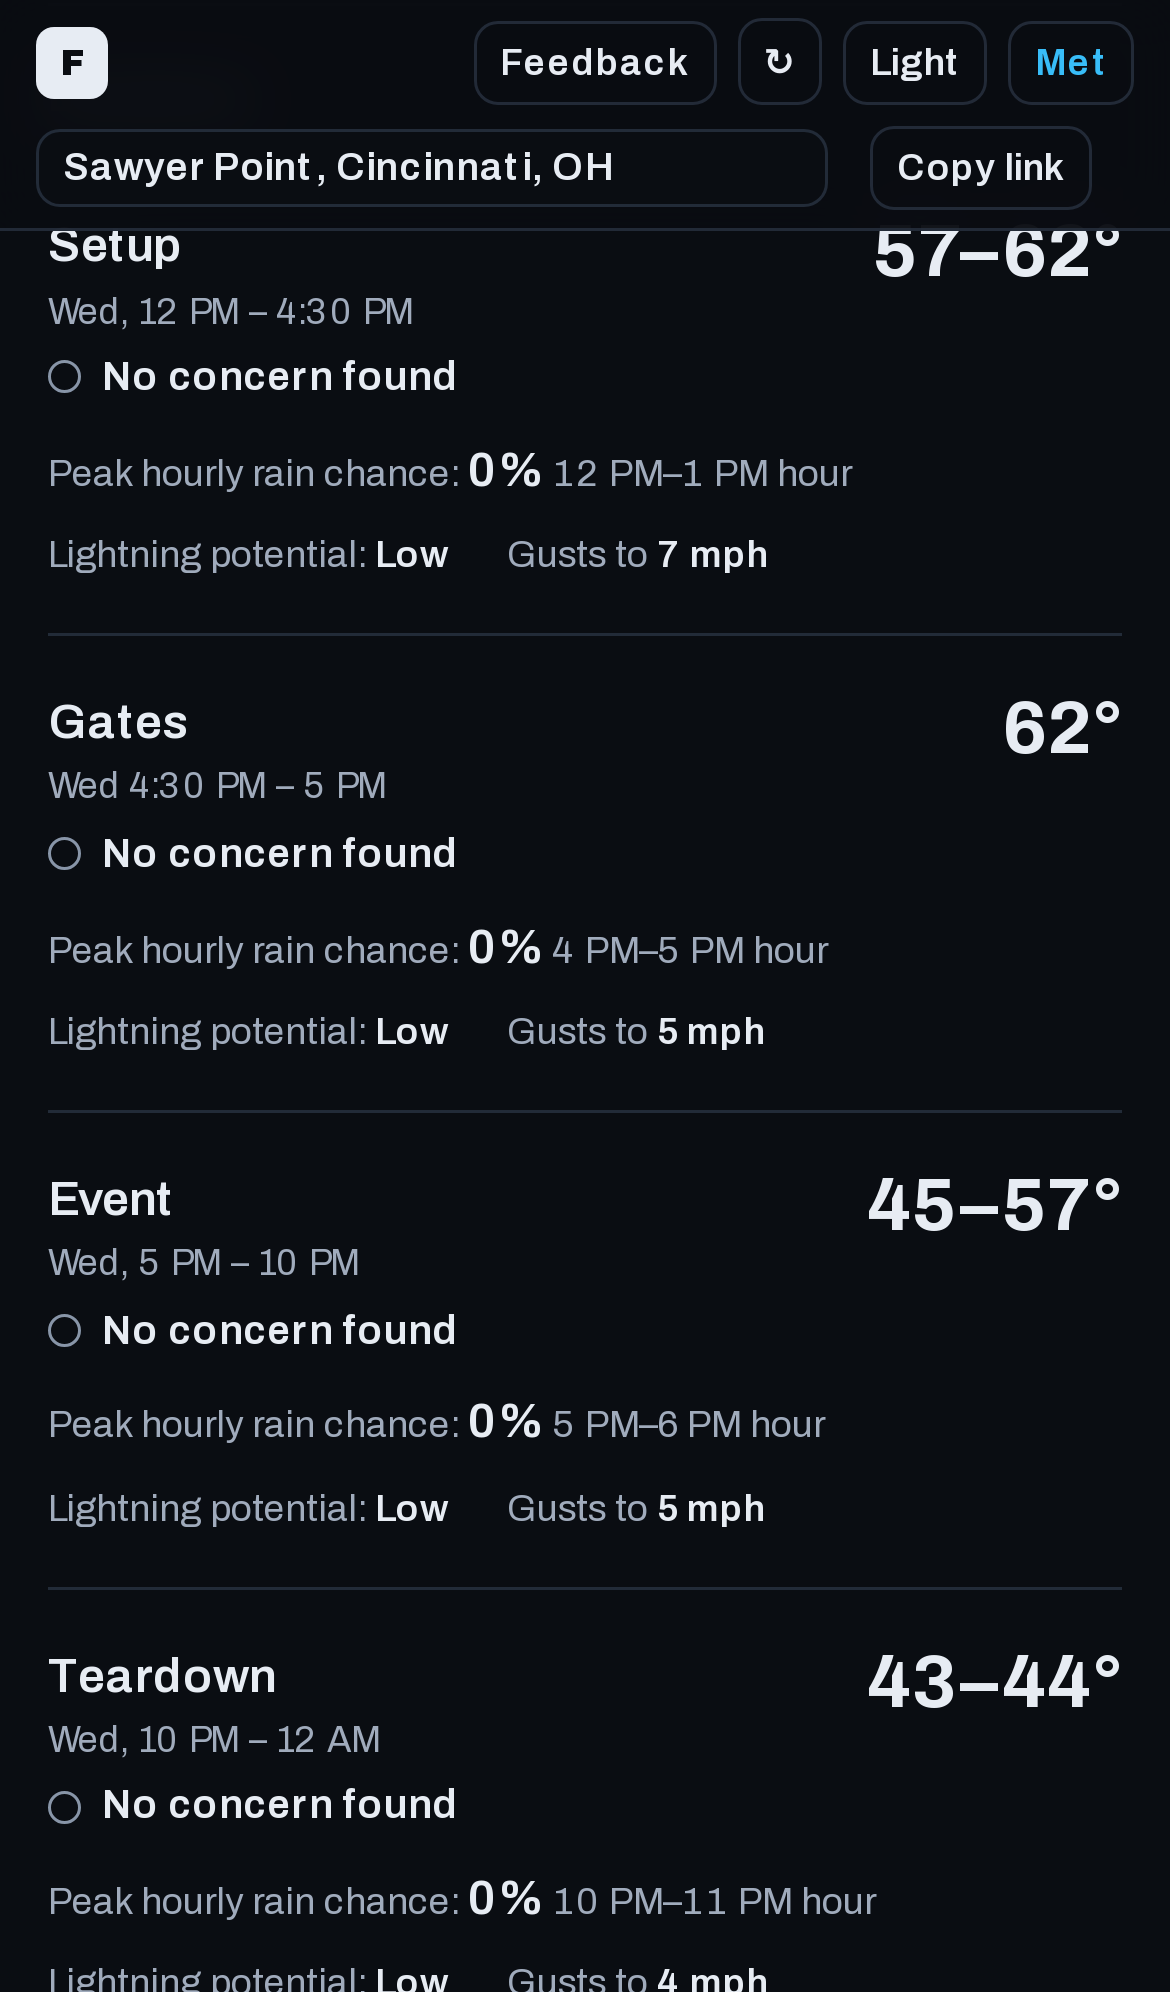 F
Feedback ↻ Light Met
Sawyer Point, Cincinnati, OH
Copy link
Setup 57–62°
Wed, 12 PM – 4:30 PM
No concern found
Peak hourly rain chance: 0% 12 PM–1 PM hour
Lightning potential: Low Gusts to 7 mph
Gates 62°
Wed 4:30 PM – 5 PM
No concern found
Peak hourly rain chance: 0% 4 PM–5 PM hour
Lightning potential: Low Gusts to 5 mph
Event 45–57°
Wed, 5 PM – 10 PM
No concern found
Peak hourly rain chance: 0% 5 PM–6 PM hour
Lightning potential: Low Gusts to 5 mph
Teardown 43–44°
Wed, 10 PM – 12 AM
No concern found
Peak hourly rain chance: 0% 10 PM–11 PM hour
Lightning potential: Low Gusts to 4 mph